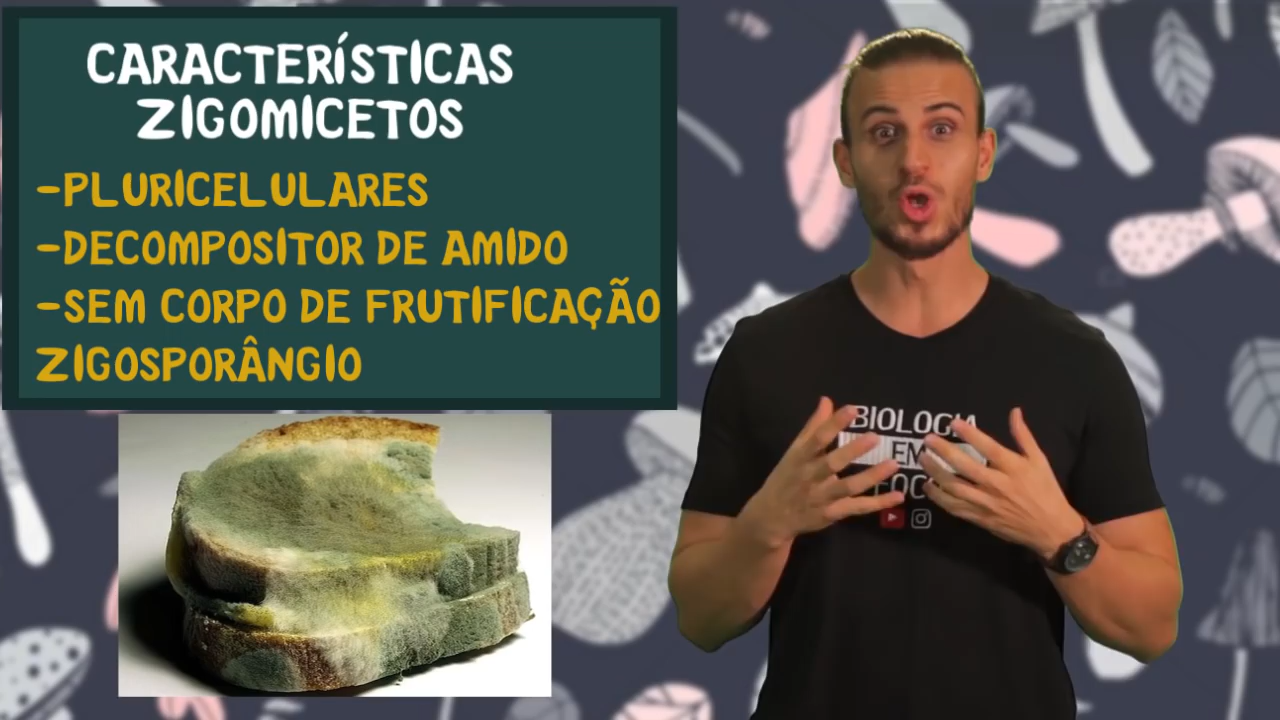 CARACTERÍSTICAS
ZIGOMICETOS
-PLURICELULARES
-DECOMPOSITOR DE AMIDO
-SEM CORPO DE FRUTIFICAÇÃO
ZIGOSPORÂNGIO
BIOLOGIA
EM